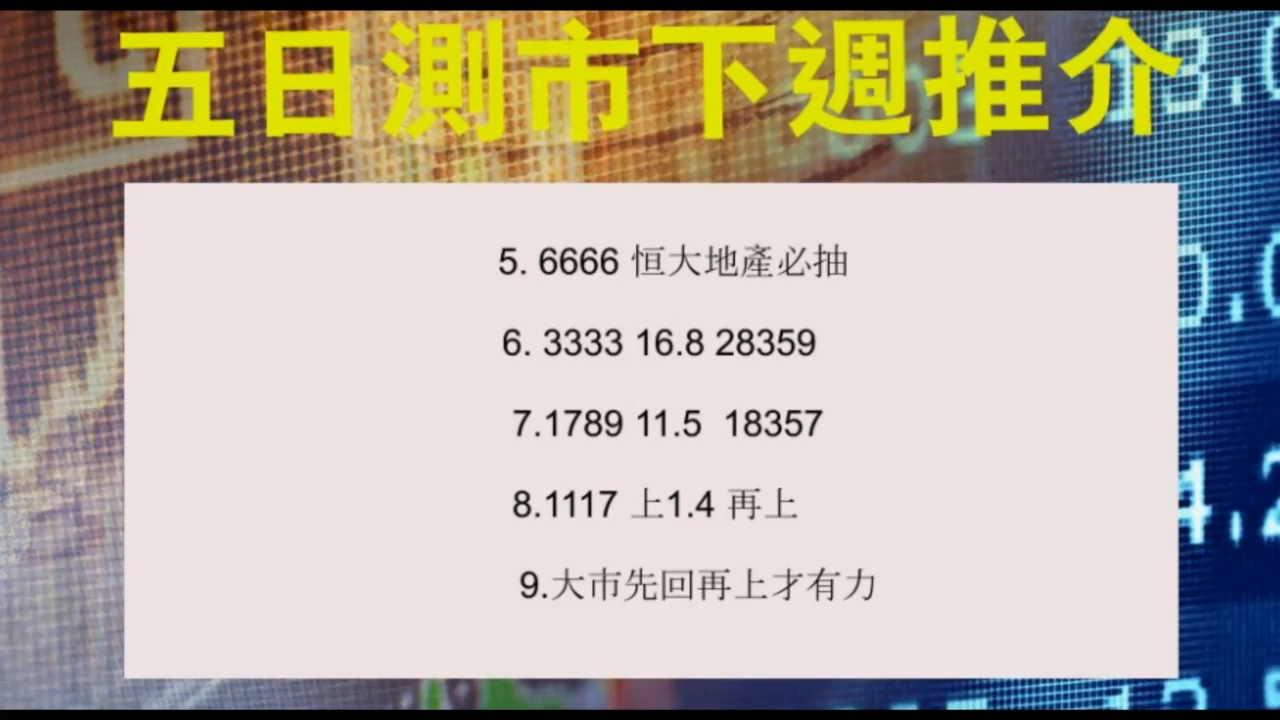 五日測市下週推介
5. 6666 恒大地產必抽
6. 3333 16.8 28359
7.1789 11.5  18357
8.1117 上1.4 再上
9.大市先回再上才有力